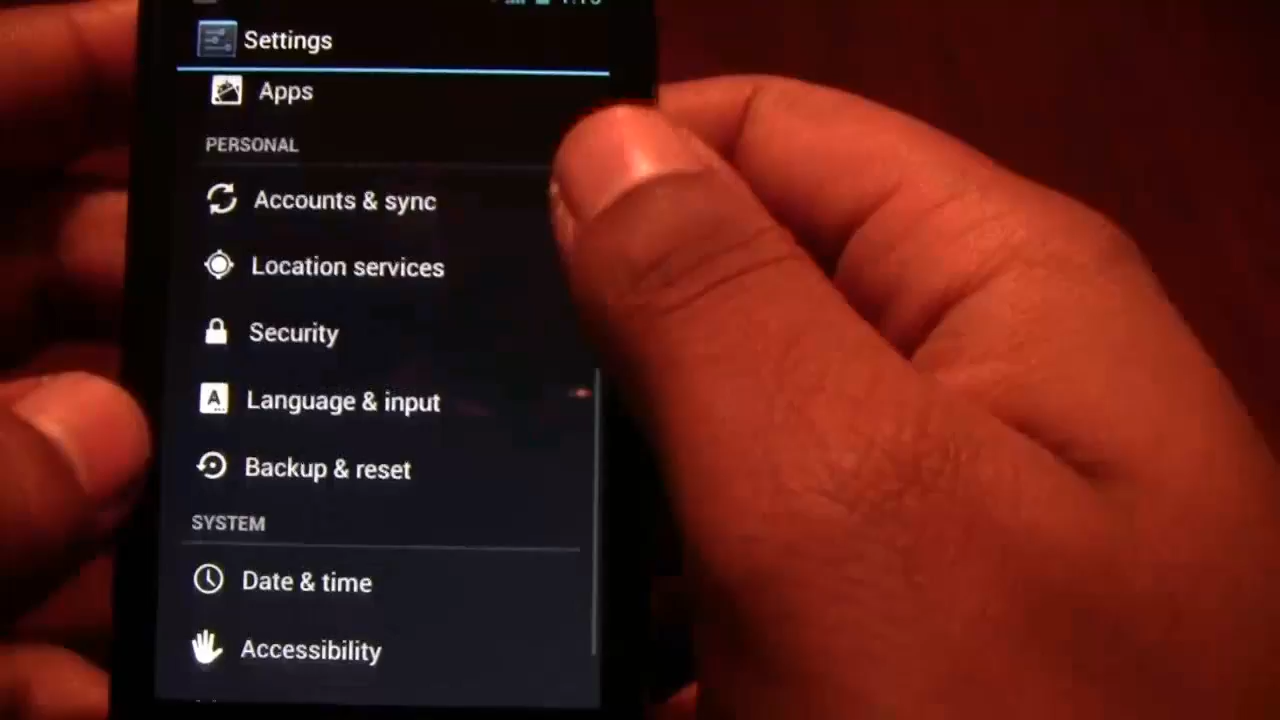 Settings
Apps
PERSONAL
Accounts & sync
Location services
Security
Language & input
Backup & reset
SYSTEM
Date & time
Accessibility